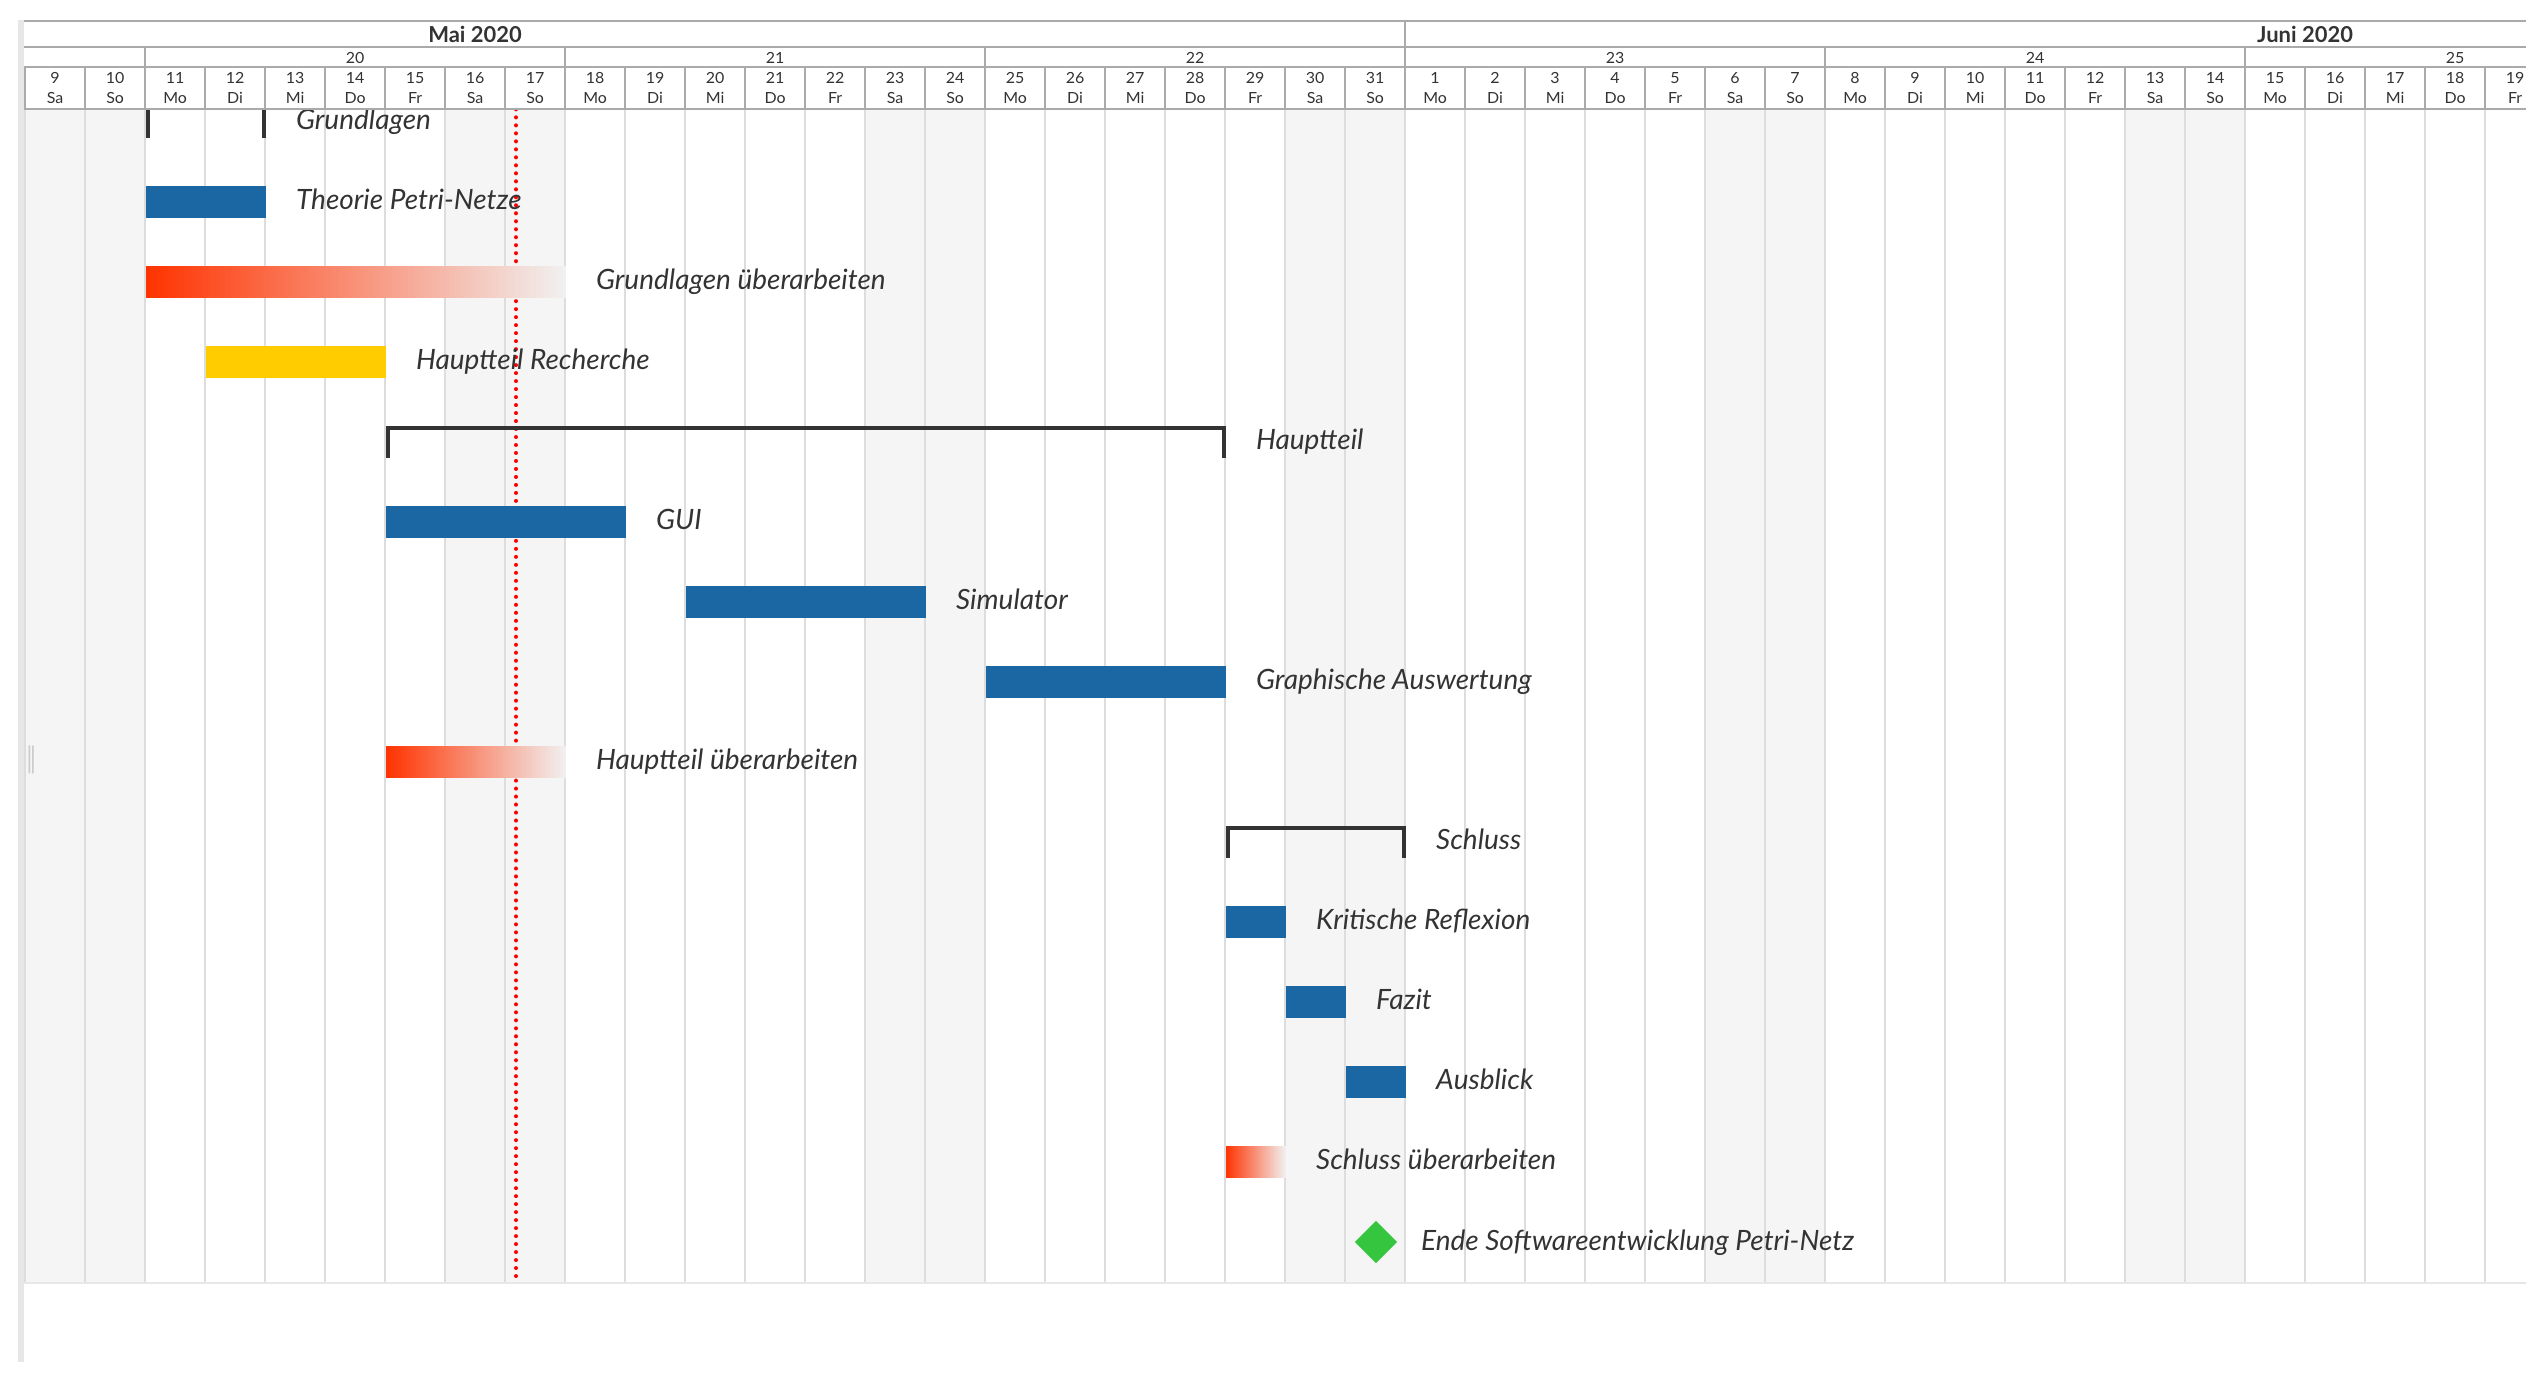 Mai 2020 Juni 2020
20 21 22 23 24 25
9 10 11 12 13 14 15 16 17 18 19 20 21 22 23 24 25 26 27 28 29 30 31 1 2 3 4 5 6 7 8 9 10 11 12 13 14 15 16 17 18 19
Sa So Mo Di Mi Do Fr Sa So Mo Di Mi Do Fr Sa So Mo Di Mi Do Fr Sa So Mo Di Mi Do Fr Sa So Mo Di Mi Do Fr Sa So Mo Di Mi Do Fr
Grundlagen
Theorie Petri-Netze
Grundlagen überarbeiten
Hauptteil Recherche
Hauptteil
GUI
Simulator
Graphische Auswertung
Hauptteil überarbeiten
Schluss
Kritische Reflexion
Fazit
Ausblick
Schluss überarbeiten
Ende Softwareentwicklung Petri-Netz